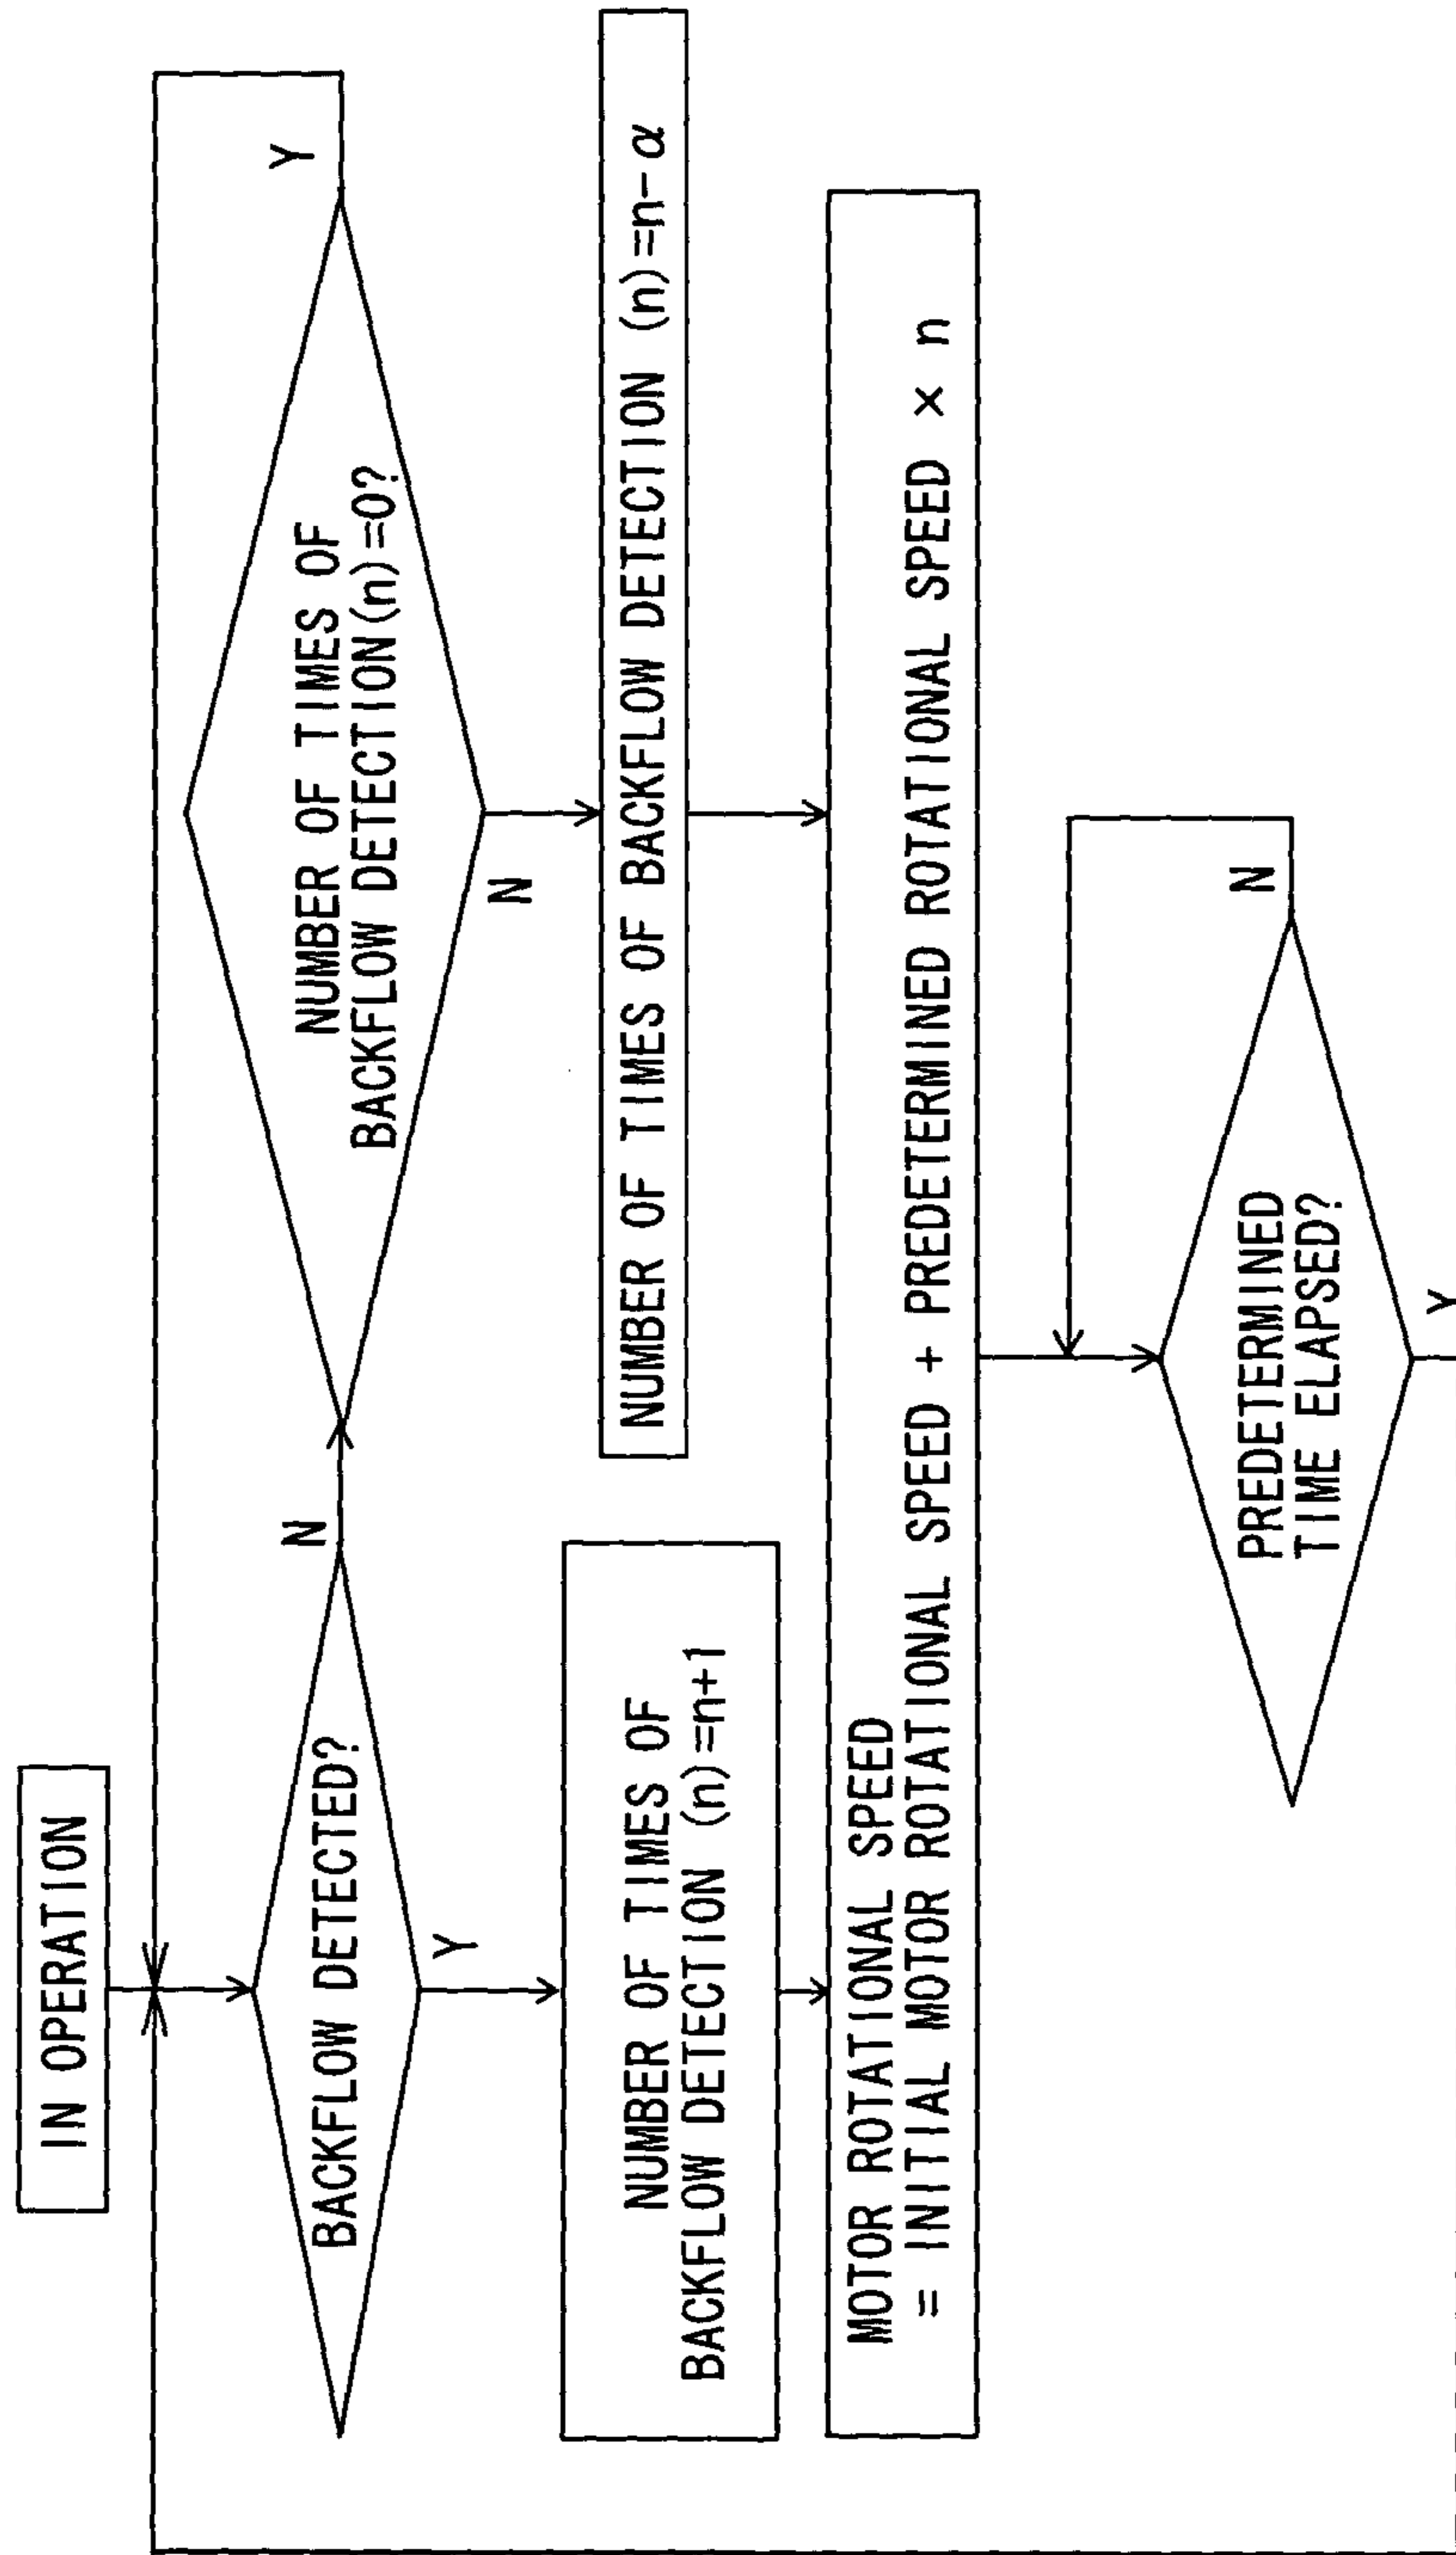 IN OPERATION
BACKFLOW DETECTED?
N
Y
NUMBER OF TIMES OF
BACKFLOW DETECTION(n)=0?
Y
N
NUMBER OF TIMES OF
BACKFLOW DETECTION (n)=n+1
NUMBER OF TIMES OF BACKFLOW DETECTION (n)=n-α
MOTOR ROTATIONAL SPEED
= INITIAL MOTOR ROTATIONAL SPEED + PREDETERMINED ROTATIONAL SPEED × n
PREDETERMINED
TIME ELAPSED?
N
Y